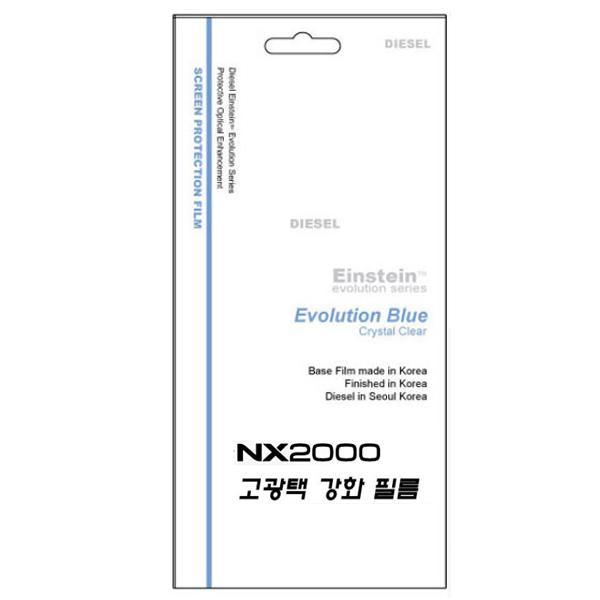 DIESEL
Diesel Einstein™ Evolution Series
Protective Optical Enhancement
SCREEN PROTECTION FILM
DIESEL
Einstein™
evolution series
Evolution Blue
Crystal Clear
Base Film made in Korea
Finished in Korea
Diesel in Seoul Korea
NX2000
고광택 강화 필름